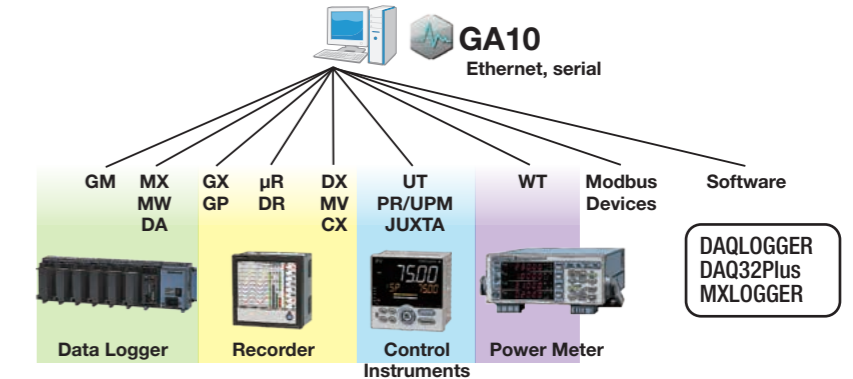 GA10
Ethernet, serial
GM MX GX µR DX UT WT Modbus Software
MW GP DR MV PR/UPM Devices
DA CX JUXTA
DAQLOGGER
DAQ32Plus
MXLOGGER
7500
Data Logger Recorder Control Power Meter
Instruments